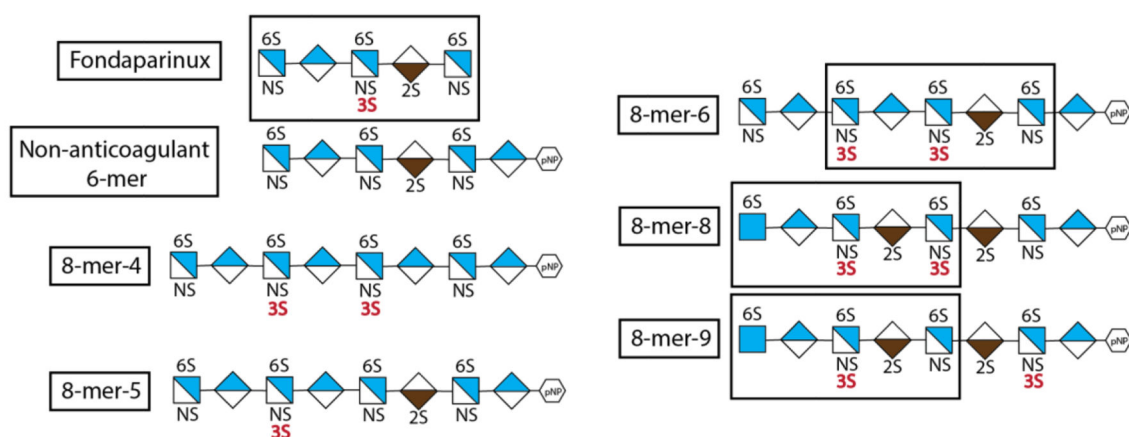 6S 6S 6S
Fondaparinux
NS NS 2S NS
3S
6S 6S 6S
Non-anticoagulant
6-mer
NS NS 2S NS pNP
6S 6S 6S 6S
8-mer-4
NS NS NS NS pNP
3S 3S
6S 6S 6S 6S
8-mer-5
NS NS NS 2S NS pNP
3S
6S 6S 6S 6S
8-mer-6
NS NS NS 2S NS pNP
3S 3S
6S 6S 6S 6S
8-mer-8
NS 2S NS 2S NS pNP
3S 3S
6S 6S 6S 6S
8-mer-9
NS 2S NS 2S NS pNP
3S 3S